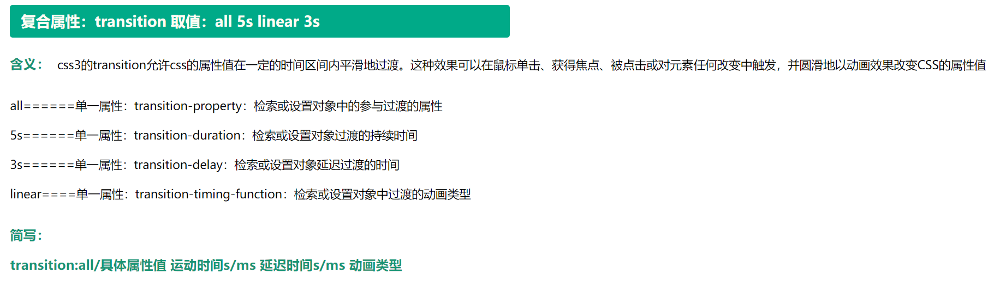 复合属性：transition 取值：all 5s linear 3s
含义： css3的transition允许css的属性值在一定的时间区间内平滑地过渡。这种效果可以在鼠标单击、获得焦点、被点击或对元素任何改变中触发，并圆滑地以动画效果改变CSS的属性值
all======单一属性：transition-property：检索或设置对象中的参与过渡的属性
5s======单一属性：transition-duration：检索或设置对象过渡的持续时间
3s======单一属性：transition-delay：检索或设置对象延迟过渡的时间
linear====单一属性：transition-timing-function：检索或设置对象中过渡的动画类型
简写：
transition:all/具体属性值 运动时间s/ms 延迟时间s/ms 动画类型